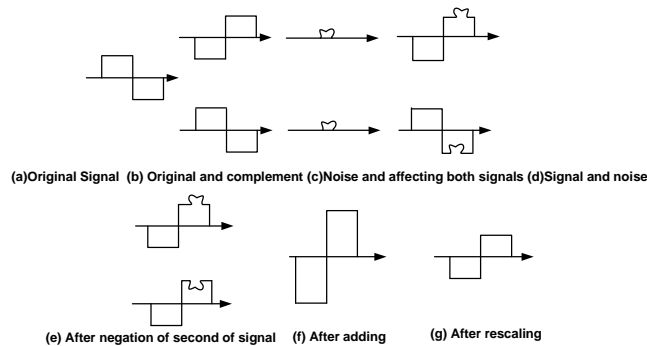 (a)Original Signal (b) Original and complement (c)Noise and affecting both signals (d)Signal and noise
(e) After negation of second of signal (f) After adding (g) After rescaling